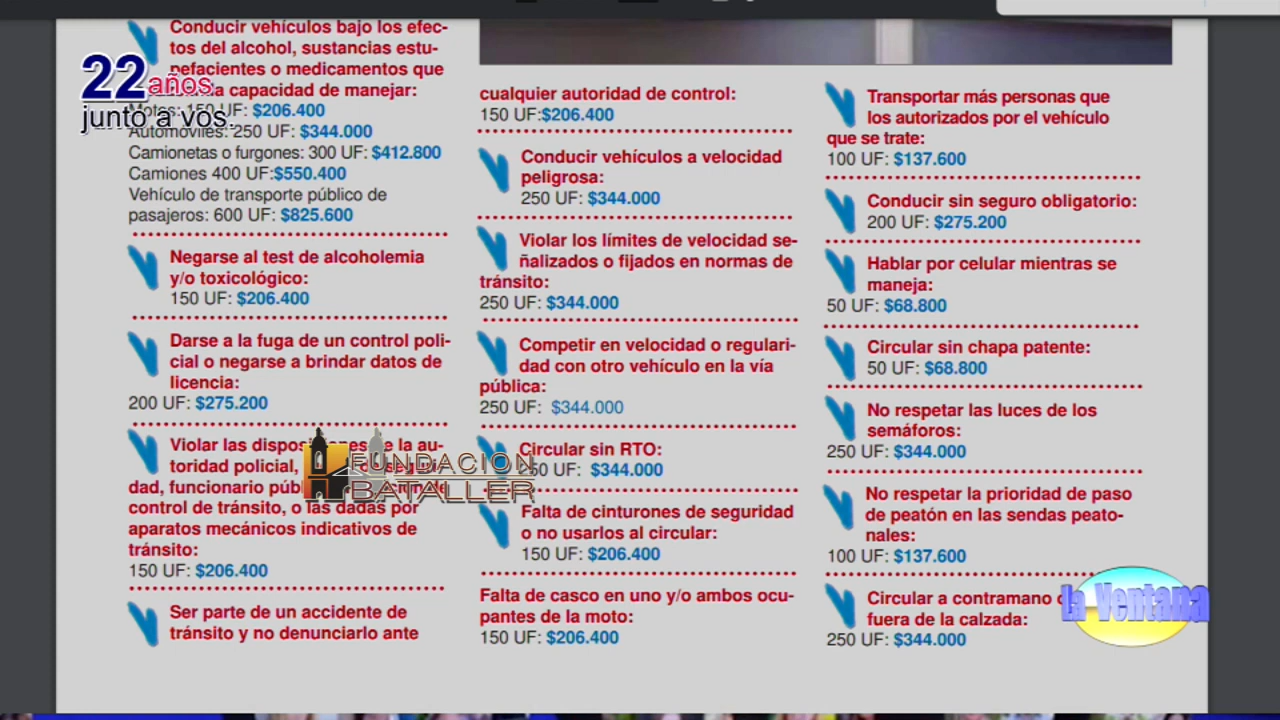 Conducir vehículos bajo los efec-
tos del alcohol, sustancias estu-
pefacientes o medicamentos que
la capacidad de manejar:
Motos: 150 UF: $206.400
Automóviles: 250 UF: $344.000
Camionetas o furgones: 300 UF: $412.800
Camiones 400 UF:$550.400
Vehículo de transporte público de
pasajeros: 600 UF: $825.600
Negarse al test de alcoholemia
y/o toxicológico:
150 UF: $206.400
Darse a la fuga de un control poli-
cial o negarse a brindar datos de
licencia:
200 UF: $275.200
Violar las disposiciones de la au-
toridad policial,
dad, funcionario
control de tránsito, o las dadas por
aparatos mecánicos indicativos de
tránsito:
150 UF: $206.400
Ser parte de un accidente de
tránsito y no denunciarlo ante
cualquier autoridad de control:
150 UF:$206.400
Conducir vehículos a velocidad
peligrosa:
250 UF: $344.000
Violar los límites de velocidad se-
ñalizados o fijados en normas de
tránsito:
250 UF: $344.000
Competir en velocidad o regulari-
dad con otro vehículo en la vía
pública:
250 UF: $344.000
Circular sin RTO:
250 UF: $344.000
Falta de cinturones de seguridad
o no usarlos al circular:
150 UF: $206.400
Falta de casco en uno y/o ambos ocu-
pantes de la moto:
150 UF: $206.400
Transportar más personas que
los autorizados por el vehículo
que se trate:
100 UF: $137.600
Conducir sin seguro obligatorio:
200 UF: $275.200
Hablar por celular mientras se
maneja:
50 UF: $68.800
Circular sin chapa patente:
50 UF: $68.800
No respetar las luces de los
semáforos:
250 UF: $344.000
No respetar la prioridad de paso
de peatón en las sendas peato-
nales:
100 UF: $137.600
Circular a contramano
fuera de la calzada:
250 UF: $344.000
22 años
junto a vos.
FUNDACION
BATALLER
la Ventana